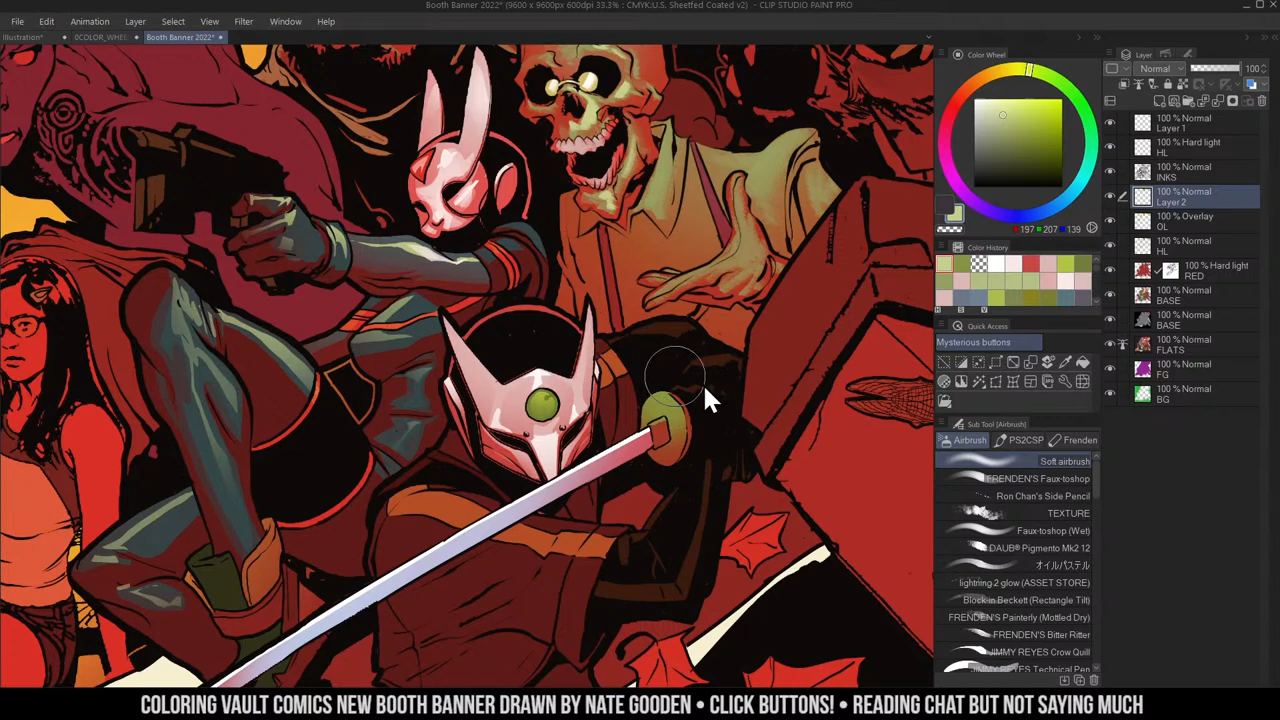 Booth Banner 2022* (9600 x 9600px 600dpi 33.3% : CMYK:U.S. Sheetfed Coated v2) - CLIP STUDIO PAINT PRO
File Edit Animation Layer Select View Filter Window Help
Illustration* 0COLOR_WHE Booth Banner 2022*
Color Wheel
197 207 139
Color History
H S V
Quick Access
Mysterious buttons
Sub Tool [Airbrush]
Airbrush PS2CSP Frenden
Soft airbrush
FRENDEN'S Faux-toshop
Ron Chan's Side Pencil
TEXTURE
Faux-toshop (Wet)
DAUB® Pigmento Mk2 12
オイルパステル
lightning 2 glow (ASSET STORE)
Block-in Beckett (Rectangle Tilt)
FRENDEN'S Painterly (Mottled Dry)
FRENDEN'S Bitter Ritter
JIMMY REYES Crow Quill
JIMMY REYES Technical Pen
Layer
Normal 100
100 % Normal
Layer 1
100 % Hard light
HL
100 % Normal
INKS
100 % Normal
Layer 2
100 % Overlay
OL
100 % Normal
HL
100 % Hard light
RED
100 % Normal
BASE
100 % Normal
BASE
100 % Normal
FLATS
100 % Normal
FG
100 % Normal
BG
COLORING VAULT COMICS NEW BOOTH BANNER DRAWN BY NATE GOODEN • CLICK BUTTONS! • READING CHAT BUT NOT SAYING MUCH